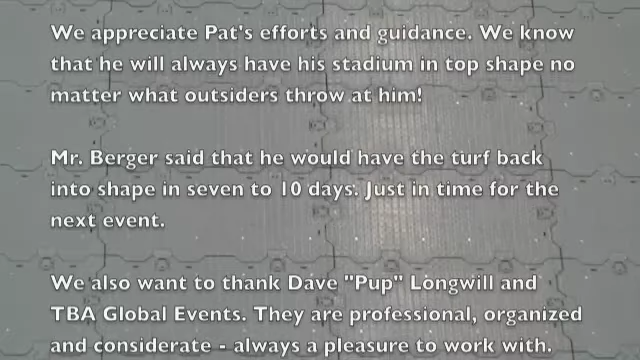 We appreciate Pat's efforts and guidance. We know
that he will always have his stadium in top shape no
matter what outsiders throw at him!
Mr. Berger said that he would have the turf back
into shape in seven to 10 days. Just in time for the
next event.
We also want to thank Dave "Pup" Longwill and
TBA Global Events. They are professional, organized
and considerate - always a pleasure to work with.